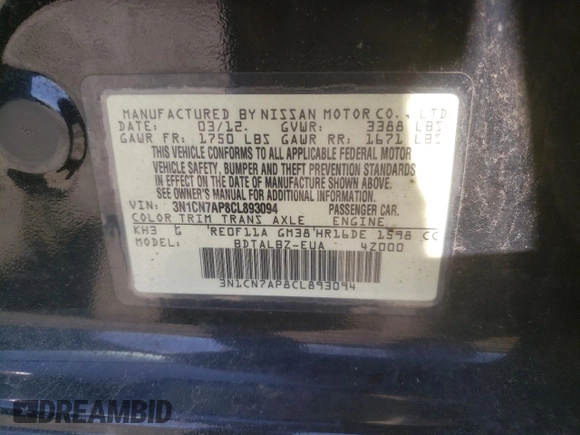 MANUFACTURED BY NISSAN MOTOR CO., LTD.
DATE: 03/12. GVWR: 3388 LBS
GAWR FR: 1750 LBS GAWR RR: 1671 LBS
THIS VEHICLE CONFORMS TO ALL APPLICABLE FEDERAL MOTOR
VEHICLE SAFETY, BUMPER AND THEFT PREVENTION STANDARDS
IN EFFECT ON THE DATE OF MANUFACTURE SHOWN ABOVE.
SEE OWNER'S MANUAL FOR ADDITIONAL INFORMATION.
VIN: 3N1CN7AP8CL893094 PASSENGER CAR.
COLOR TRIM TRANS AXLE ENGINE
KH3 G RE0F11A GM38 HR16DE 1598 CC
MODEL: BDTALBZ-EUA 4Z000
3N1CN7AP8CL893094
DREAMBID